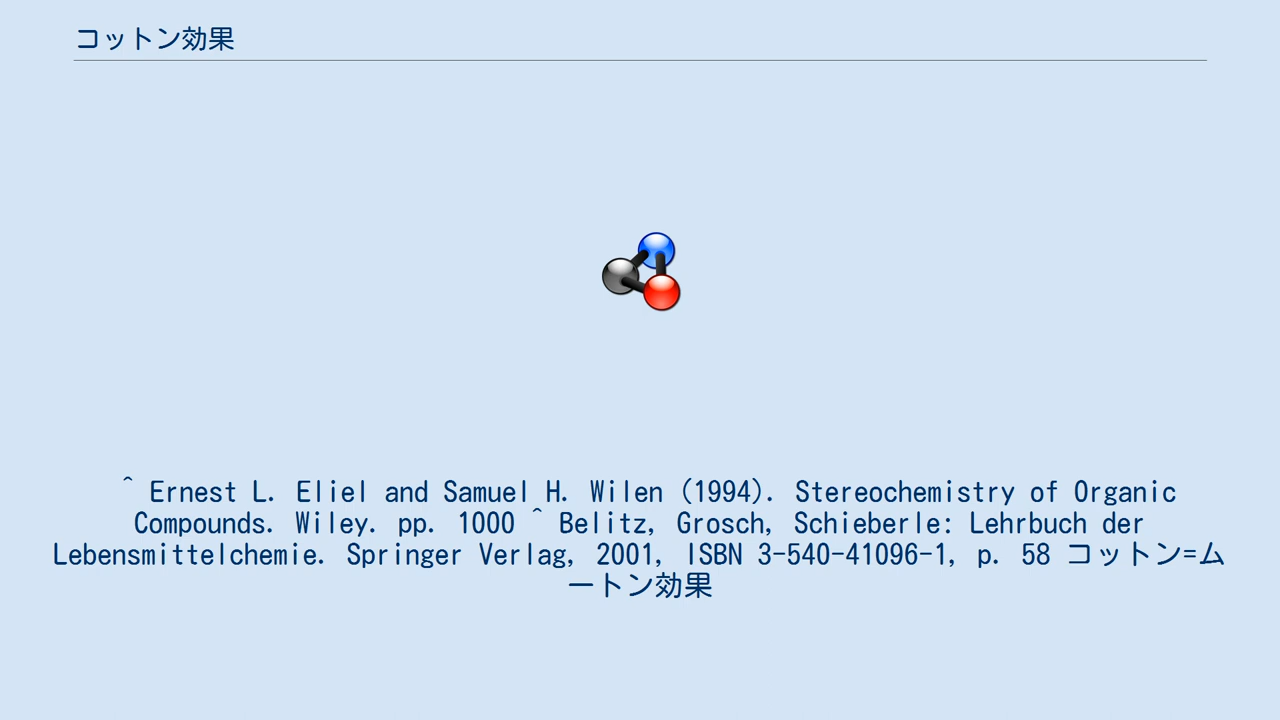 コットン効果
^ Ernest L. Eliel and Samuel H. Wilen (1994). Stereochemistry of Organic
Compounds. Wiley. pp. 1000 ^ Belitz, Grosch, Schieberle: Lehrbuch der
Lebensmittelchemie. Springer Verlag, 2001, ISBN 3-540-41096-1, p. 58 コットン=ム
ートン効果